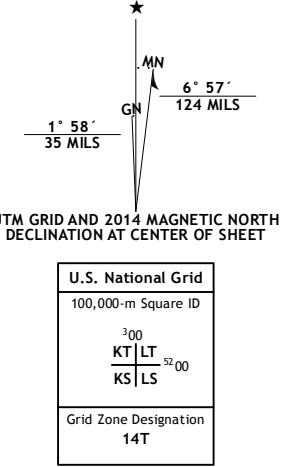 ★
MN
GN
6° 57´
124 MILS
1° 58´
35 MILS
UTM GRID AND 2014 MAGNETIC NORTH
DECLINATION AT CENTER OF SHEET
U.S. National Grid
100,000-m Square ID
³00
KT LT
⁵²00
KS LS
Grid Zone Designation
14T